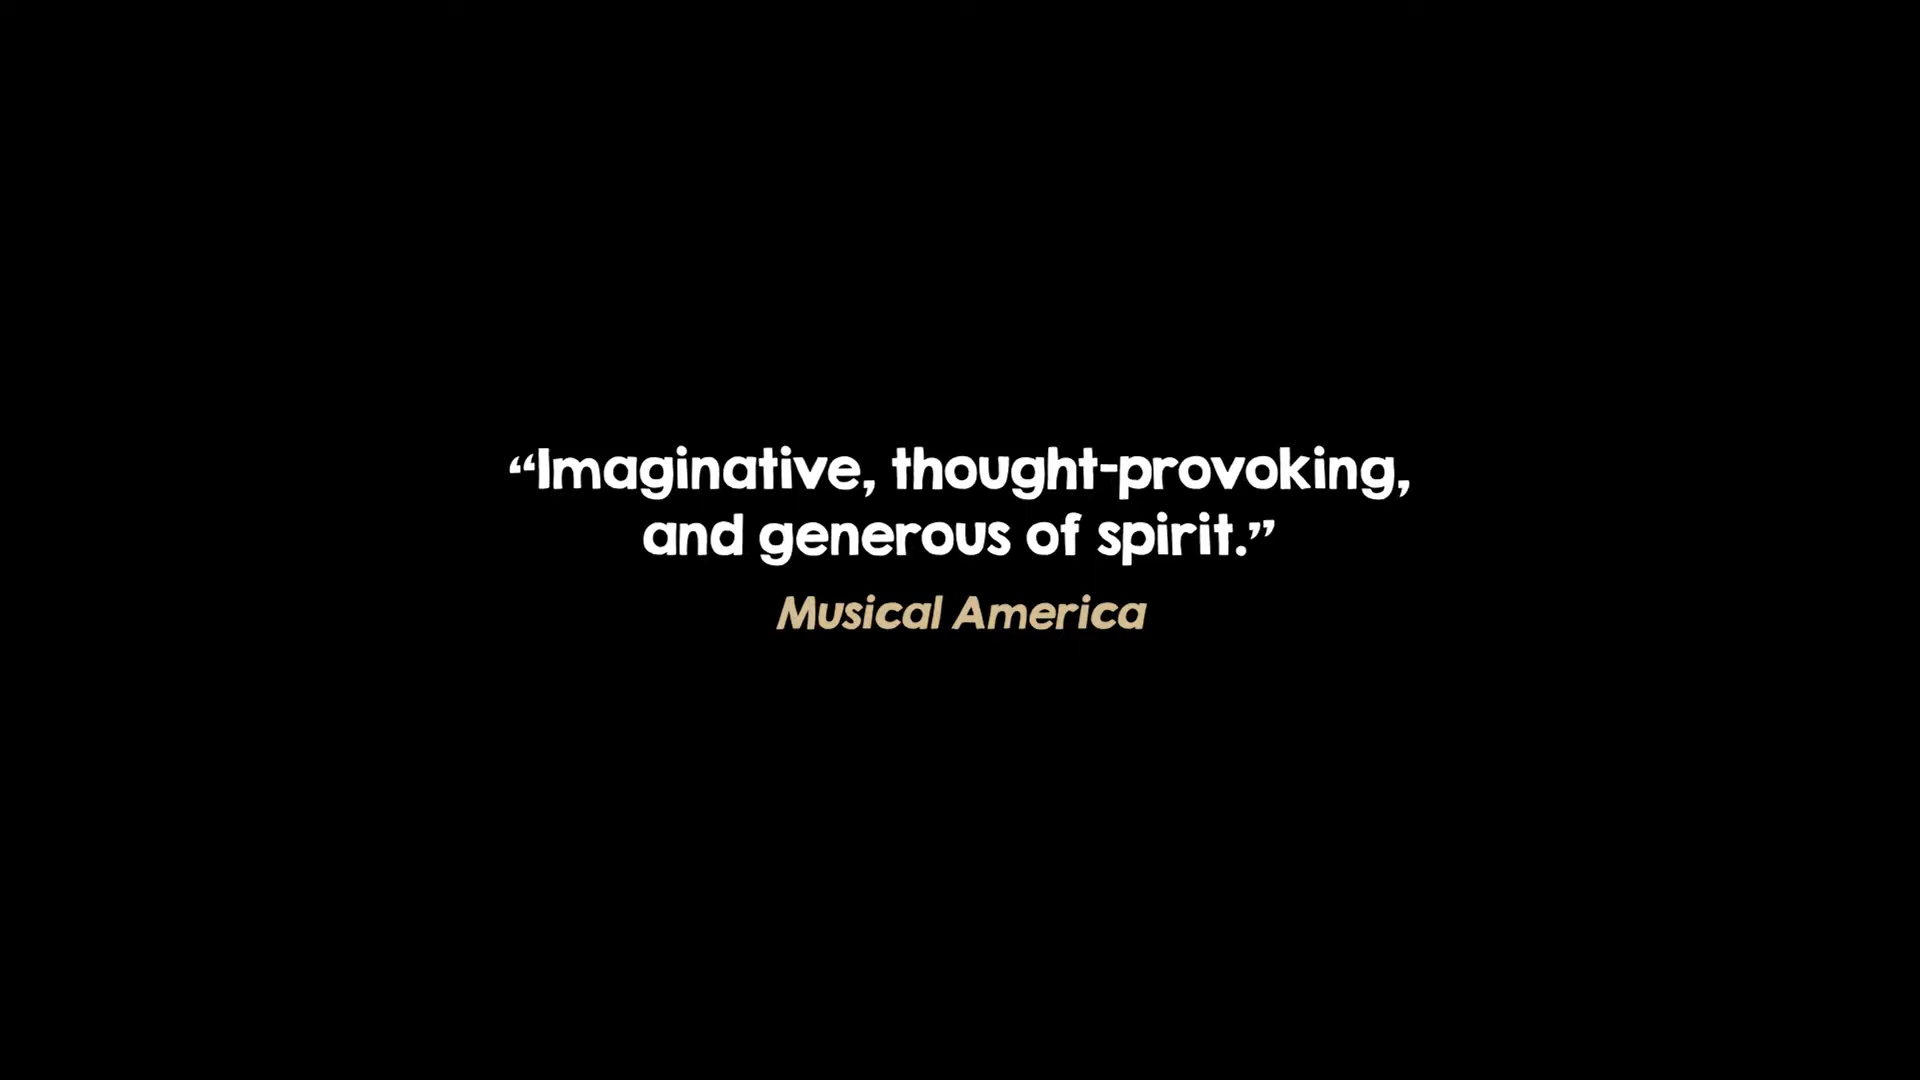 “Imaginative, thought-provoking,
and generous of spirit.”
Musical America